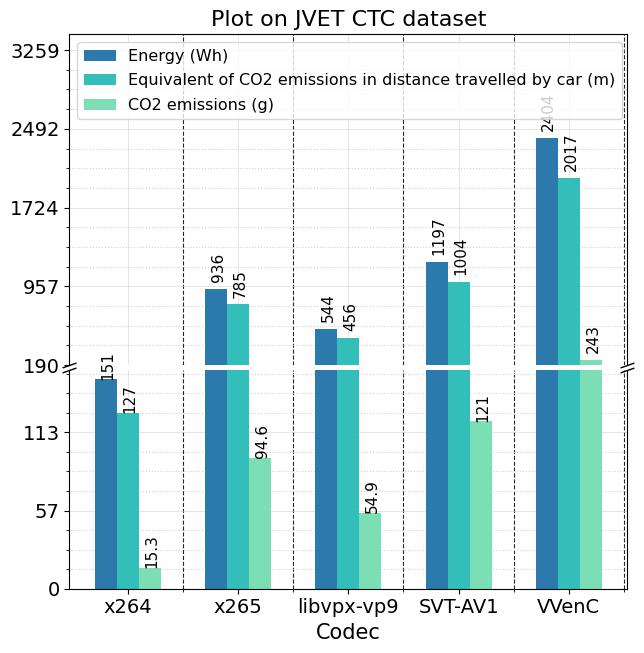 Plot on JVET CTC dataset
Energy (Wh)
Equivalent of CO2 emissions in distance travelled by car (m)
CO2 emissions (g)
3259
2492
1724
957
190
113
57
0
151
127
15.3
936
785
94.6
544
456
54.9
1197
1004
121
2404
2017
243
x264
x265
libvpx-vp9
SVT-AV1
VVenC
Codec